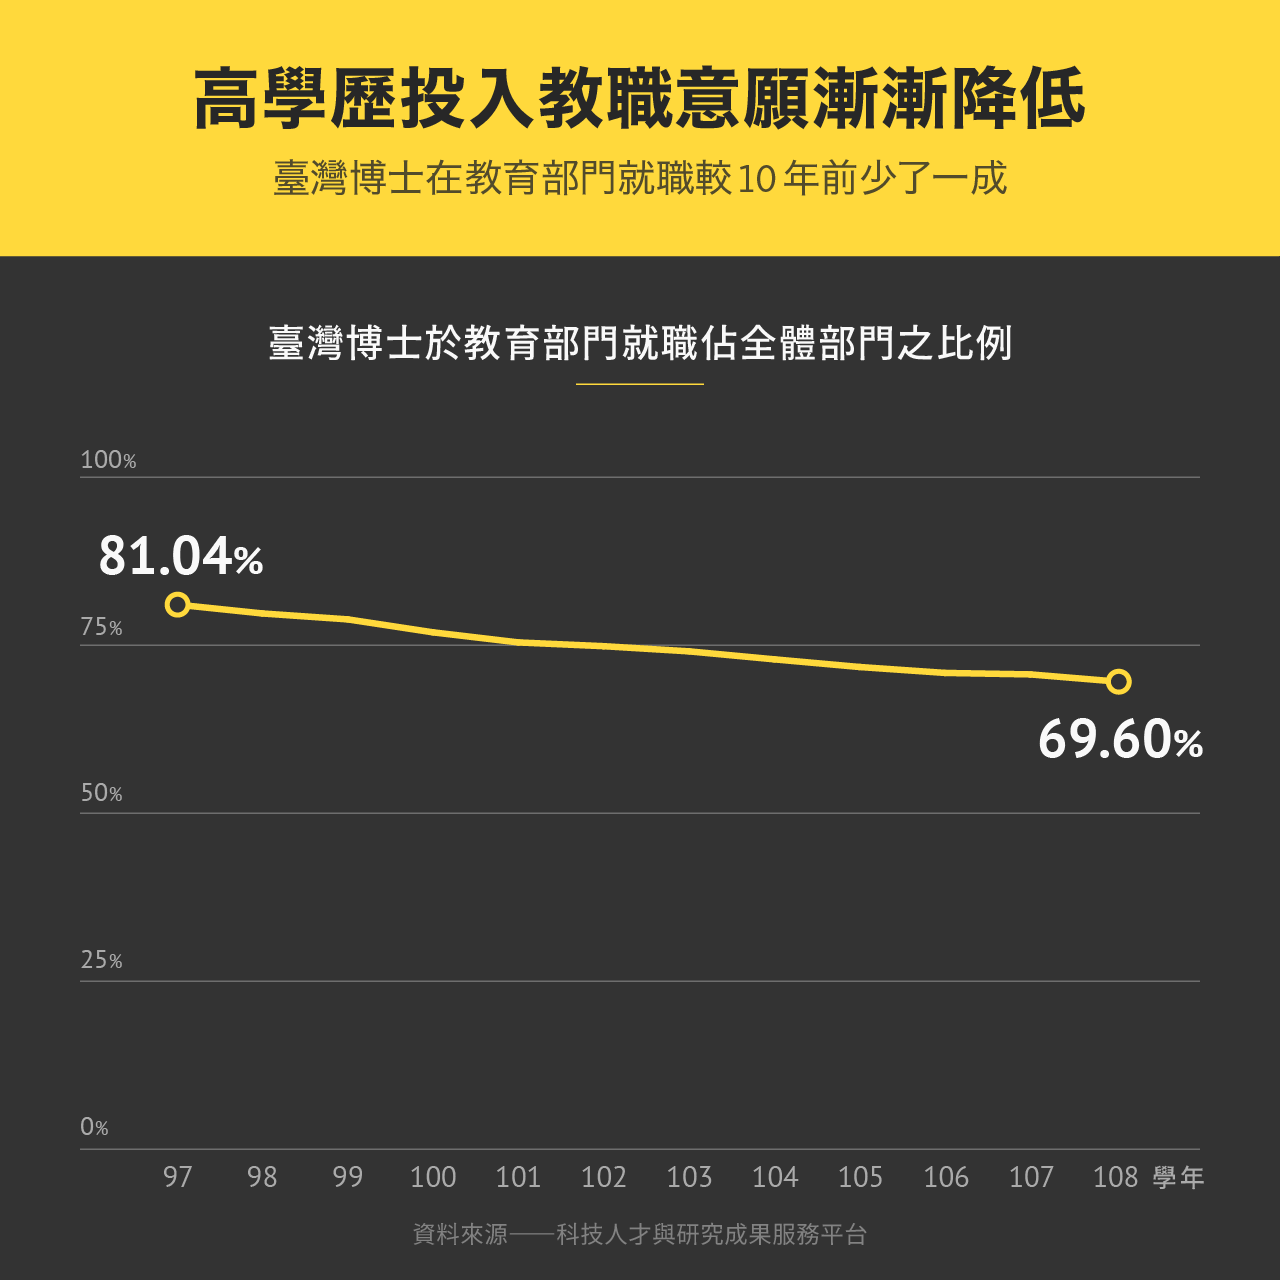 高學歷投入教職意願漸漸降低
臺灣博士在教育部門就職較10年前少了一成
臺灣博士於教育部門就職佔全體部門之比例
100%
81.04%
75%
69.60%
50%
25%
0%
97 98 99 100 101 102 103 104 105 106 107 108 學年
資料來源——科技人才與研究成果服務平台